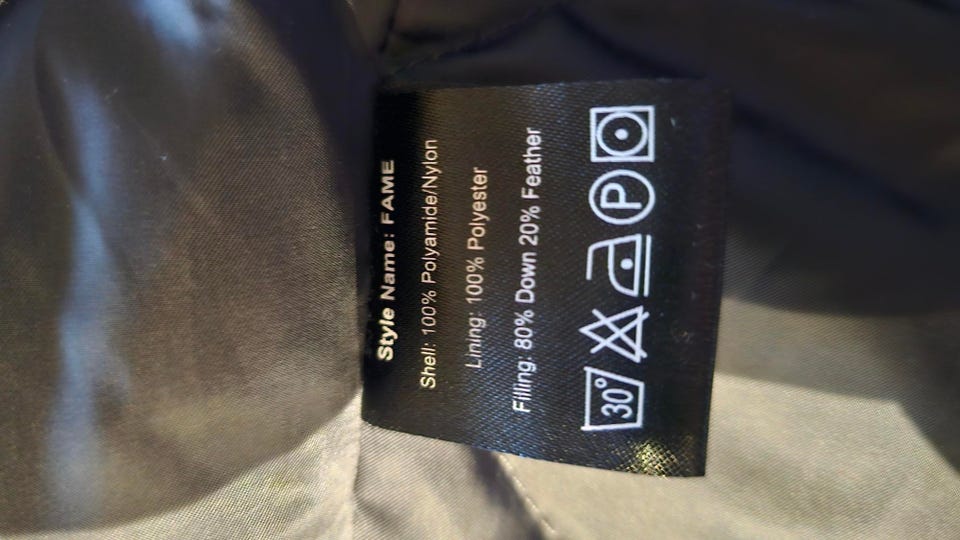 Style Name: FAME
Shell: 100% Polyamide/Nylon
Lining: 100% Polyester
Filling: 80% Down 20% Feather
30° P